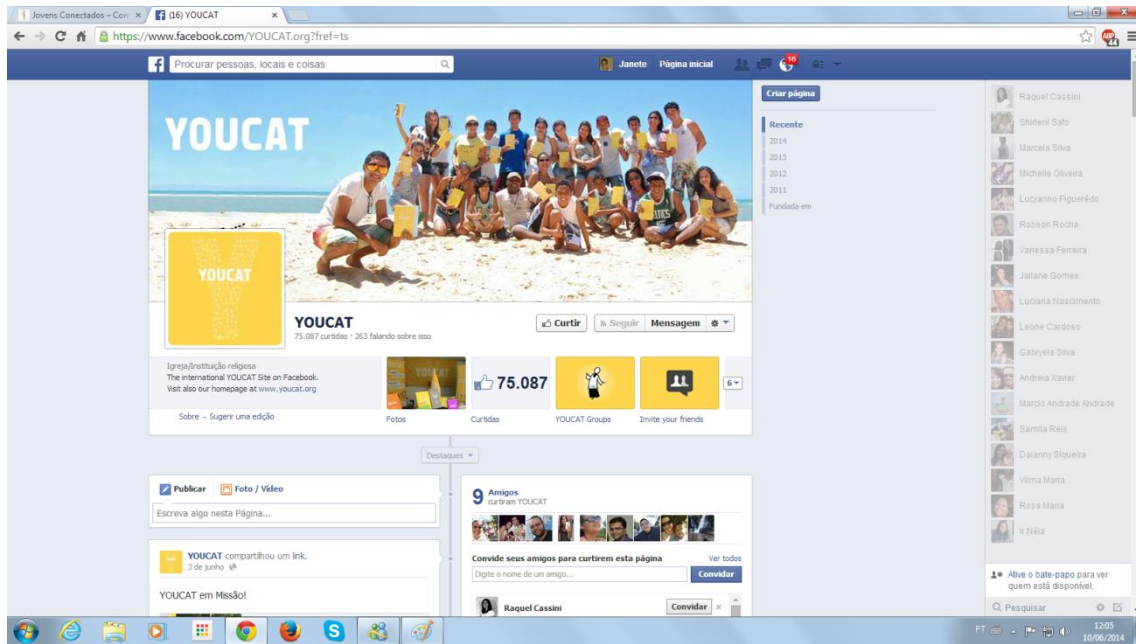 Jovens Conectados – Con
(16) YOUCAT
https://www.facebook.com/YOUCAT.org?fref=ts
ABP
Procurar pessoas, locais e coisas
Janete
Página inicial
10
YOUCAT
YOUCAT
YOUCAT
75.087 curtidas · 263 falando sobre isso
Curtir
Seguir
Mensagem
Igreja/Instituição religiosa
The international YOUCAT Site on Facebook.
Visit also our homepage at www.youcat.org
Sobre – Sugerir uma edição
75.087
6
Fotos
Curtidas
YOUCAT Groups
Invite your friends
Criar página
Recente
2014
2013
2012
2011
Fundada em
Destaques
Publicar
Foto / Vídeo
Escreva algo nesta Página...
YOUCAT compartilhou um link.
3 de junho
YOUCAT em Missão!
9 Amigos
curtiram YOUCAT
Convide seus amigos para curtirem esta página
Ver todos
Digite o nome de um amigo...
Convidar
Raquel Cassini
Convidar
Raquel Cassini
Shirleni Sato
Marcela Silva
Michelle Oliveira
Lucyanno Figuerêdo
Robson Rocha
Vanessa Ferreira
Jailane Gomes
Luciana Nascimento
Leone Cardoso
Gabryela Silva
Andreia Xavier
Marcio Andrade Andrade
Samila Reis
Daianny Siqueira
Vilma Maria
Rosa Maria
Ir Néia
Ative o bate-papo para ver
quem está disponível.
Pesquisar
PT
12:05
10/06/2014